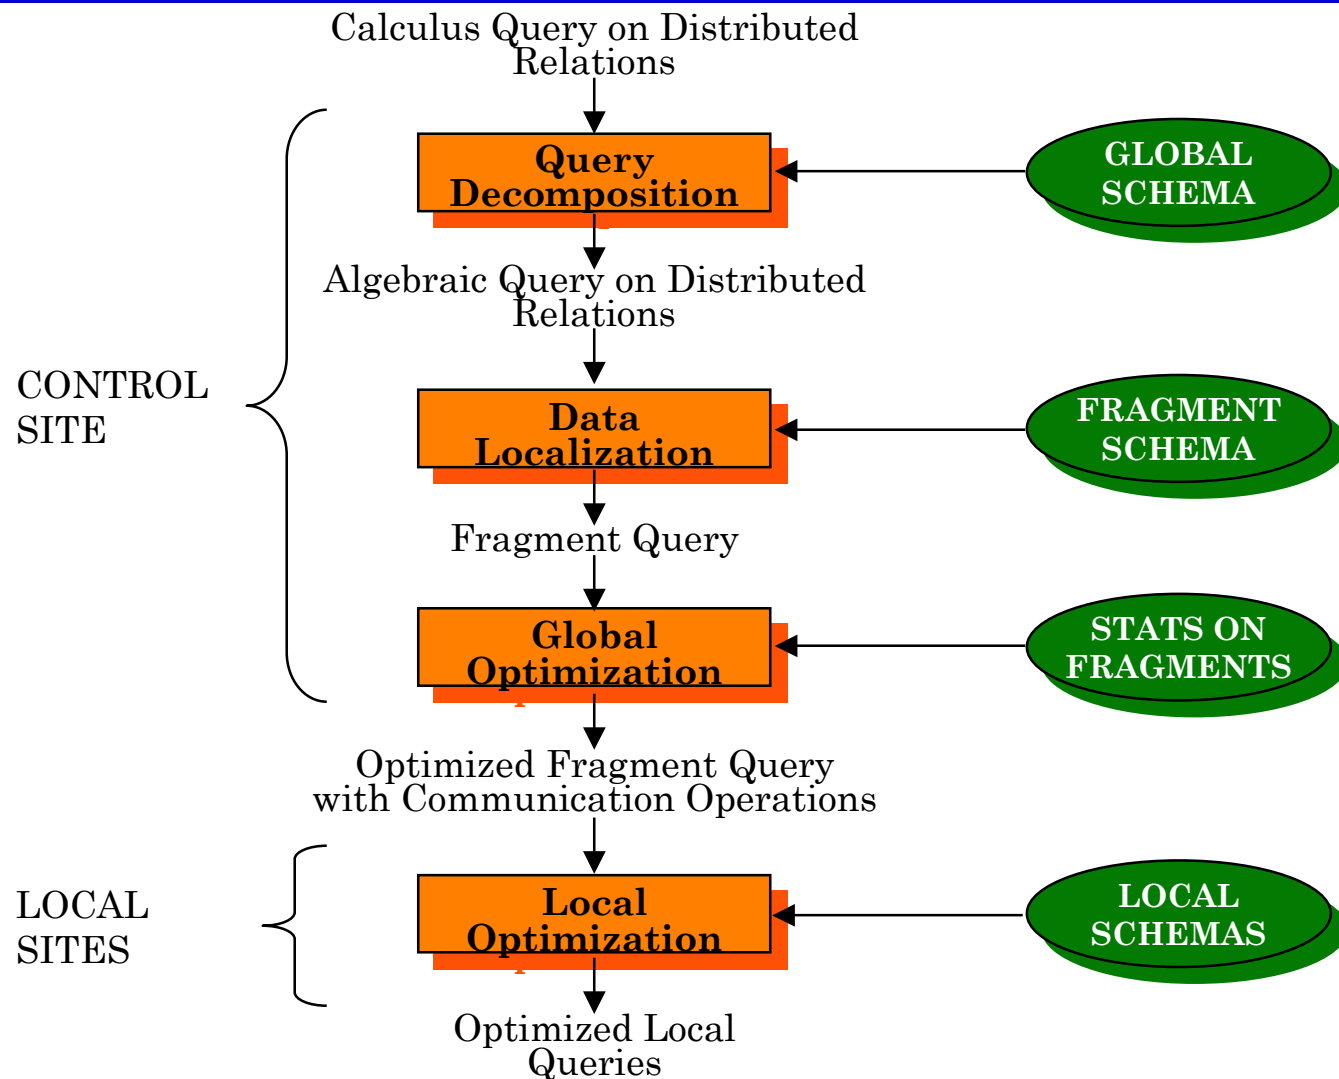 Calculus Query on Distributed
Relations
Query
Decomposition
GLOBAL
SCHEMA
Algebraic Query on Distributed
Relations
CONTROL
SITE
Data
Localization
FRAGMENT
SCHEMA
Fragment Query
Global
Optimization
STATS ON
FRAGMENTS
Optimized Fragment Query
with Communication Operations
LOCAL
SITES
Local
Optimization
LOCAL
SCHEMAS
Optimized Local
Queries